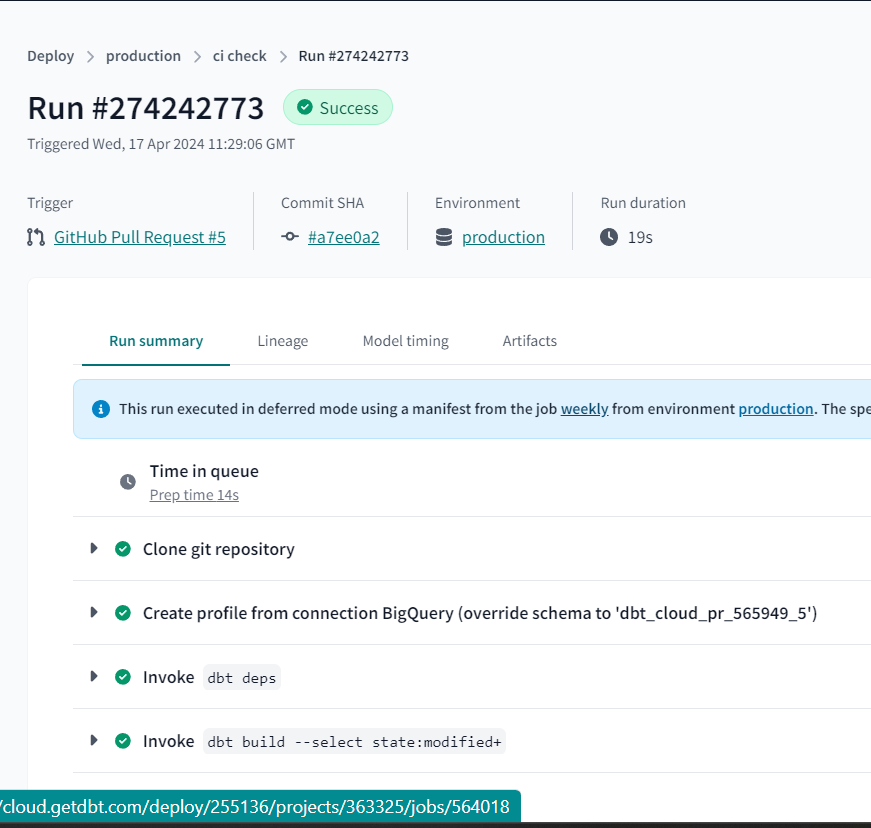 Deploy > production > ci check > Run #274242773
Run #274242773 Success
Triggered Wed, 17 Apr 2024 11:29:06 GMT
Trigger Commit SHA Environment Run duration
GitHub Pull Request #5 #a7ee0a2 production 19s
Run summary Lineage Model timing Artifacts
This run executed in deferred mode using a manifest from the job weekly from environment production. The spe
Time in queue
Prep time 14s
Clone git repository
Create profile from connection BigQuery (override schema to 'dbt_cloud_pr_565949_5')
Invoke dbt deps
Invoke dbt build --select state:modified+
/cloud.getdbt.com/deploy/255136/projects/363325/jobs/564018